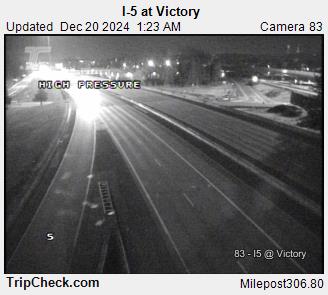 I-5 at Victory
Updated Dec 20 2024 1:23 AM Camera 83
HIGH PRESSURE
S
83 - I5 @ Victory
TripCheck.com Milepost306.80